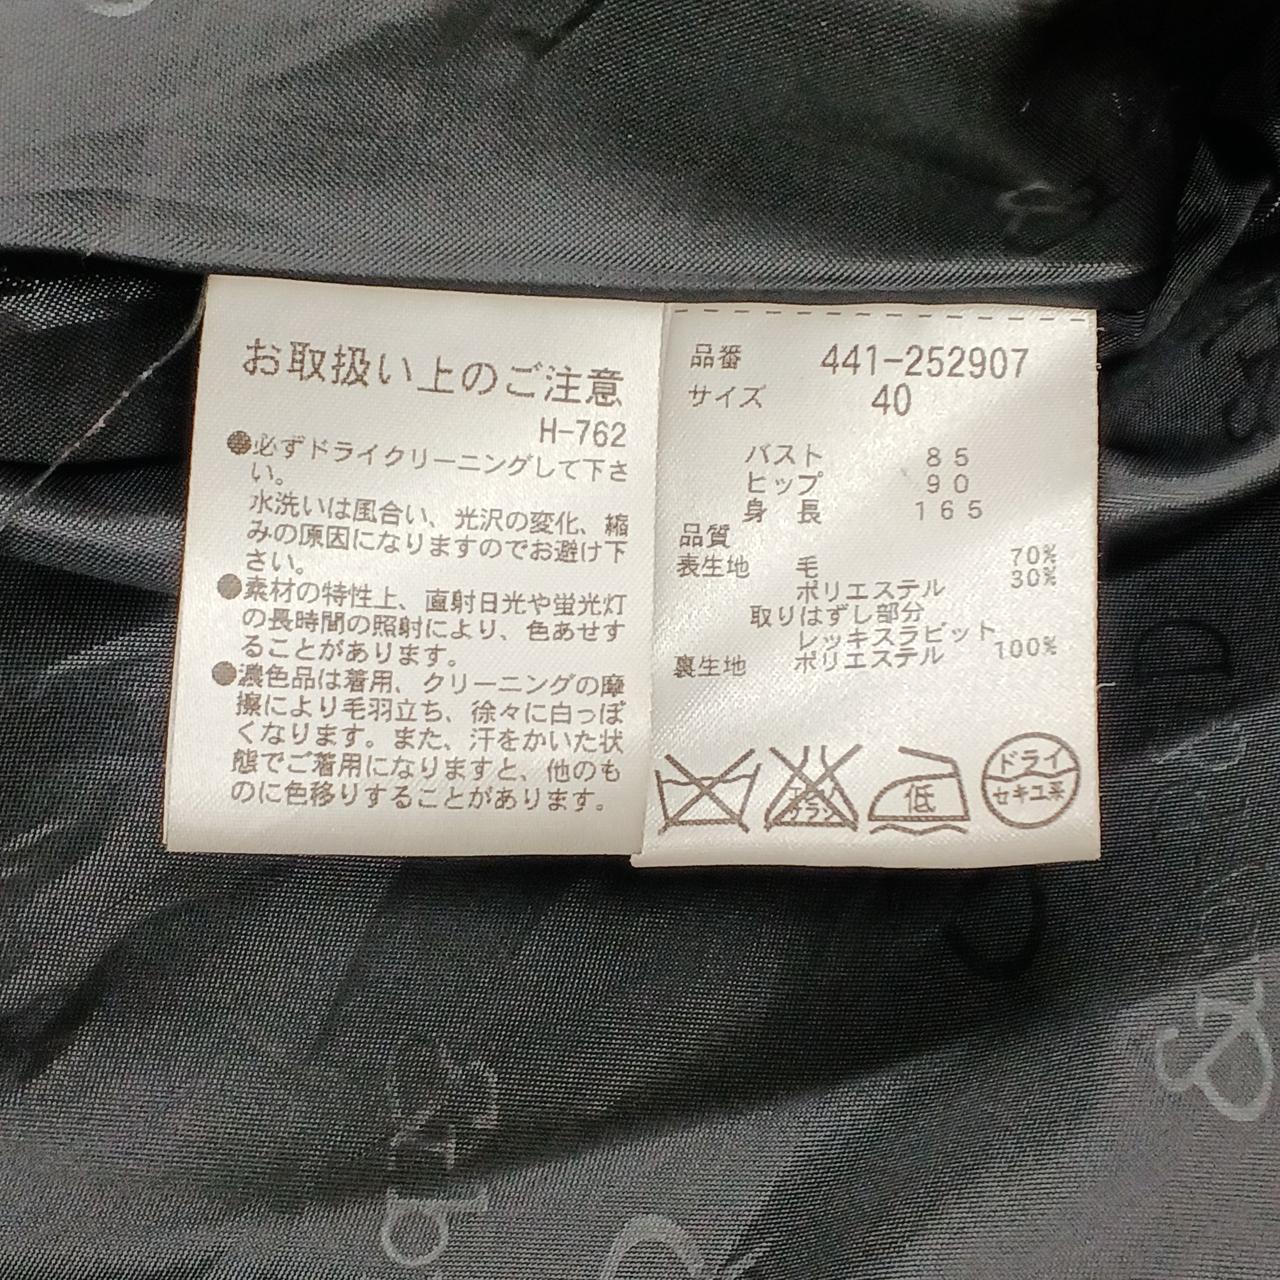 お取扱い上のご注意
H-762
●必ずドライクリーニングして下さ
い。
水洗いは風合い、光沢の変化、縮
みの原因になりますのでお避け下
さい。
●素材の特性上、直射日光や蛍光灯
の長時間の照射により、色あせす
ることがあります。
●濃色品は着用、クリーニングの摩
擦により毛羽立ち、徐々に白っぽ
くなります。また、汗をかいた状
態でご着用になりますと、他のも
のに色移りすることがあります。
品番 441-252907
サイズ 40
バスト 85
ヒップ 90
身長 165
品質
表生地 毛 70%
ポリエステル 30%
取りはずし部分
レッキスラビット
裏生地 ポリエステル 100%
エンソ
サラシ
低
ドライ
セキユ系